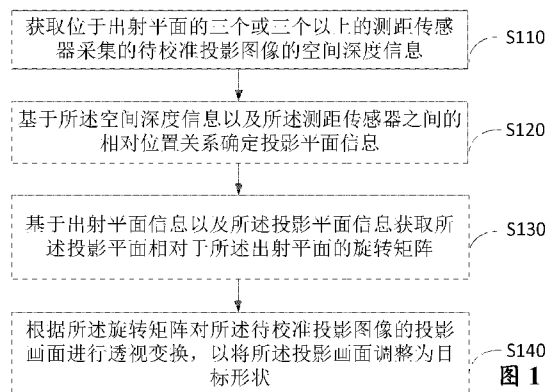 获取位于出射平面的三个或三个以上的测距传感
器采集的待校准投影图像的空间深度信息
S110
基于所述空间深度信息以及所述测距传感器之间的
相对位置关系确定投影平面信息
S120
基于出射平面信息以及所述投影平面信息获取所
述投影平面相对于所述出射平面的旋转矩阵
S130
根据所述旋转矩阵对所述待校准投影图像的投影
画面进行透视变换，以将所述投影画面调整为目
标形状
S140
图 1